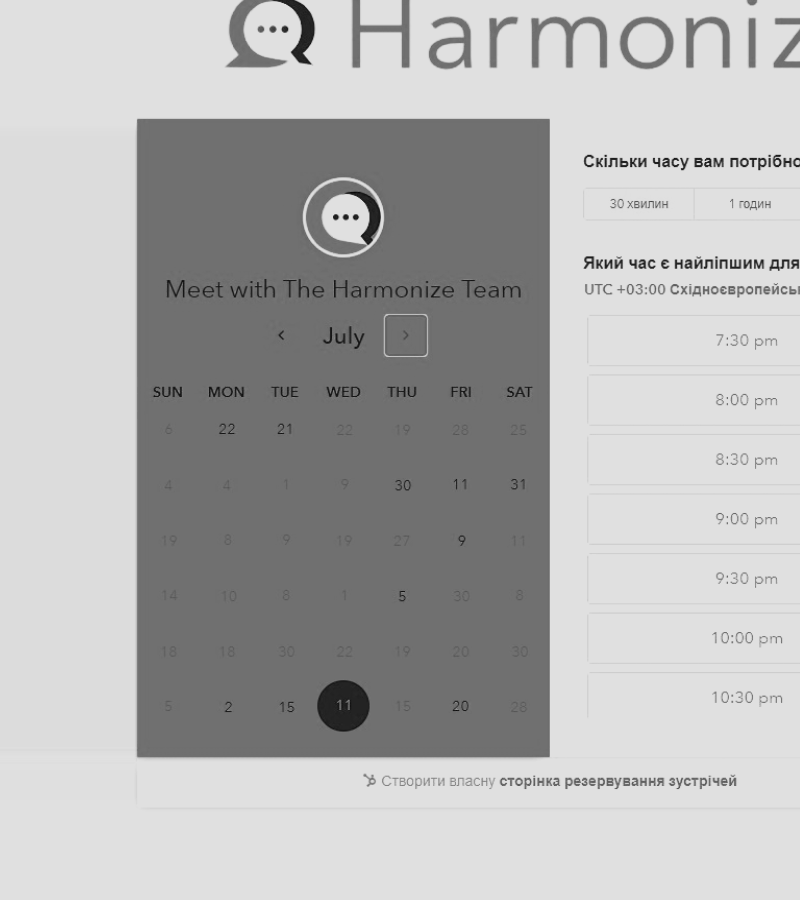 Harmoniz
Meet with The Harmonize Team
July
SUN MON TUE WED THU FRI SAT
6 22 21 22 19 28 25
4 4 1 9 30 11 31
19 8 9 19 27 9 11
14 10 8 1 5 30 8
18 18 30 22 19 20 30
5 2 15 11 15 20 28
Скільки часу вам потрібно
30 хвилин 1 годин
Який час є найліпшим для
UTC +03:00 Східноєвропейсь
7:30 pm
8:00 pm
8:30 pm
9:00 pm
9:30 pm
10:00 pm
10:30 pm
Створити власну сторінка резервування зустрічей